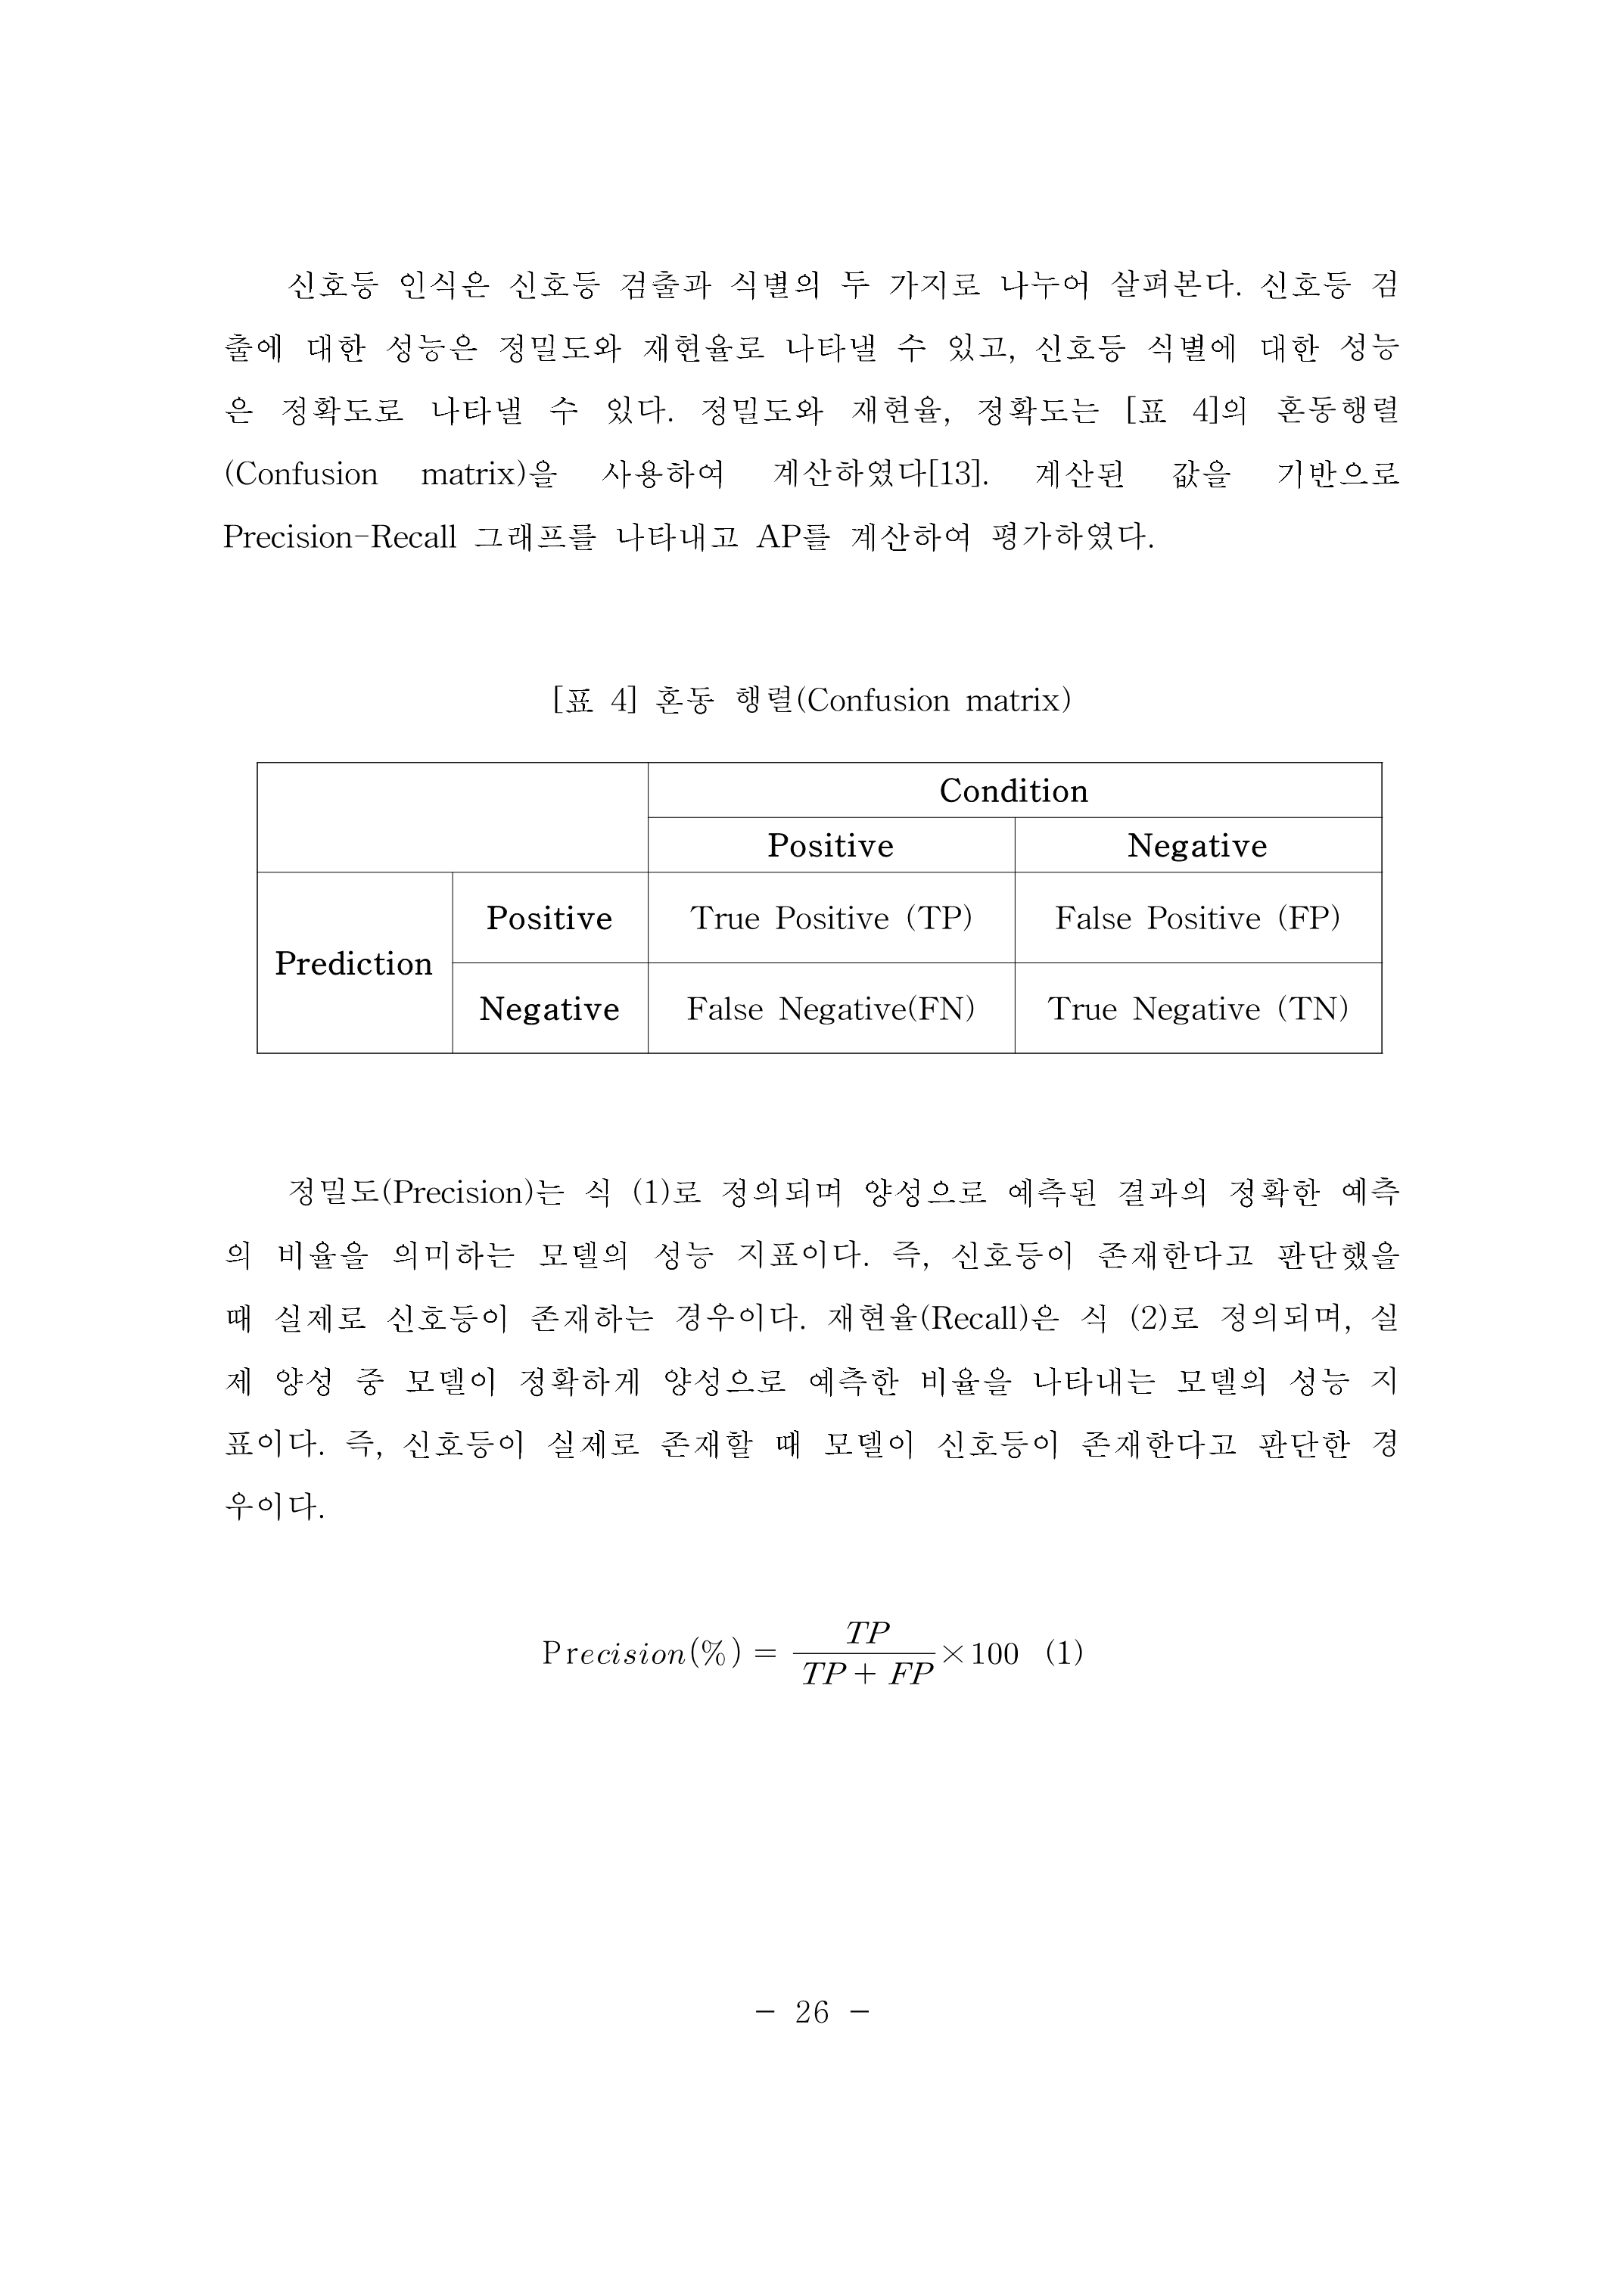 신호등 인식은 신호등 검출과 식별의 두 가지로 나누어 살펴본다. 신호등 검
출에 대한 성능은 정밀도와 재현율로 나타낼 수 있고, 신호등 식별에 대한 성능
은 정확도로 나타낼 수 있다. 정밀도와 재현율, 정확도는 [표 4]의 혼동행렬
(Confusion matrix)을 사용하여 계산하였다[13]. 계산된 값을 기반으로
Precision-Recall 그래프를 나타내고 AP를 계산하여 평가하였다.
[표 4] 혼동 행렬(Confusion matrix)
Condition
Positive Negative
Prediction
Positive True Positive (TP) False Positive (FP)
Negative False Negative(FN) True Negative (TN)
정밀도(Precision)는 식 (1)로 정의되며 양성으로 예측된 결과의 정확한 예측
의 비율을 의미하는 모델의 성능 지표이다. 즉, 신호등이 존재한다고 판단했을
때 실제로 신호등이 존재하는 경우이다. 재현율(Recall)은 식 (2)로 정의되며, 실
제 양성 중 모델이 정확하게 양성으로 예측한 비율을 나타내는 모델의 성능 지
표이다. 즉, 신호등이 실제로 존재할 때 모델이 신호등이 존재한다고 판단한 경
우이다.
Precision(%) = TP / (TP + FP) × 100 (1)
- 26 -